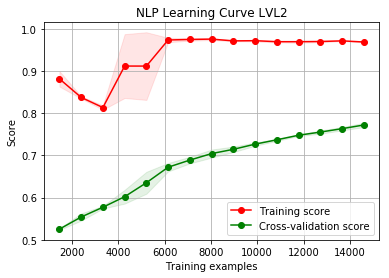 NLP Learning Curve LVL2
1.0
0.9
0.8
0.7
0.6
0.5
Score
2000 4000 6000 8000 10000 12000 14000
Training examples
Training score
Cross-validation score